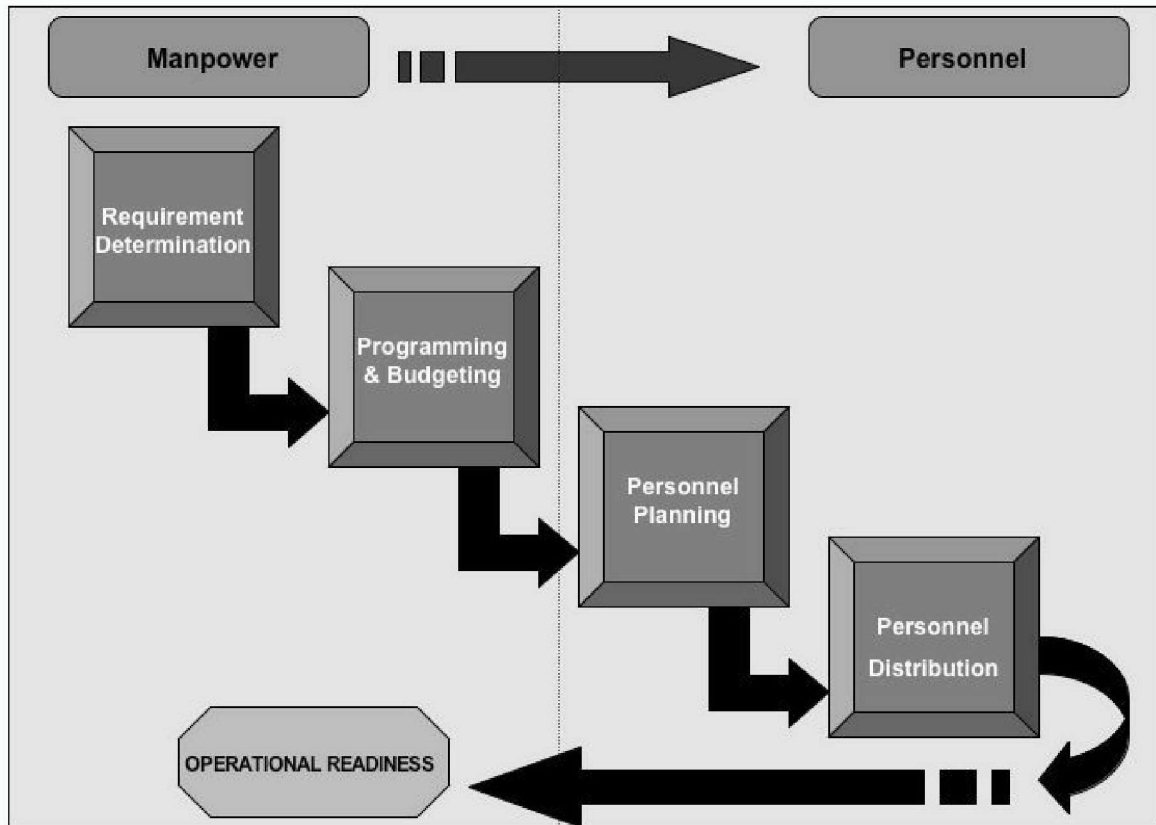 Manpower
Personnel
Requirement
Determination
Programming
& Budgeting
Personnel
Planning
Personnel
Distribution
OPERATIONAL READINESS